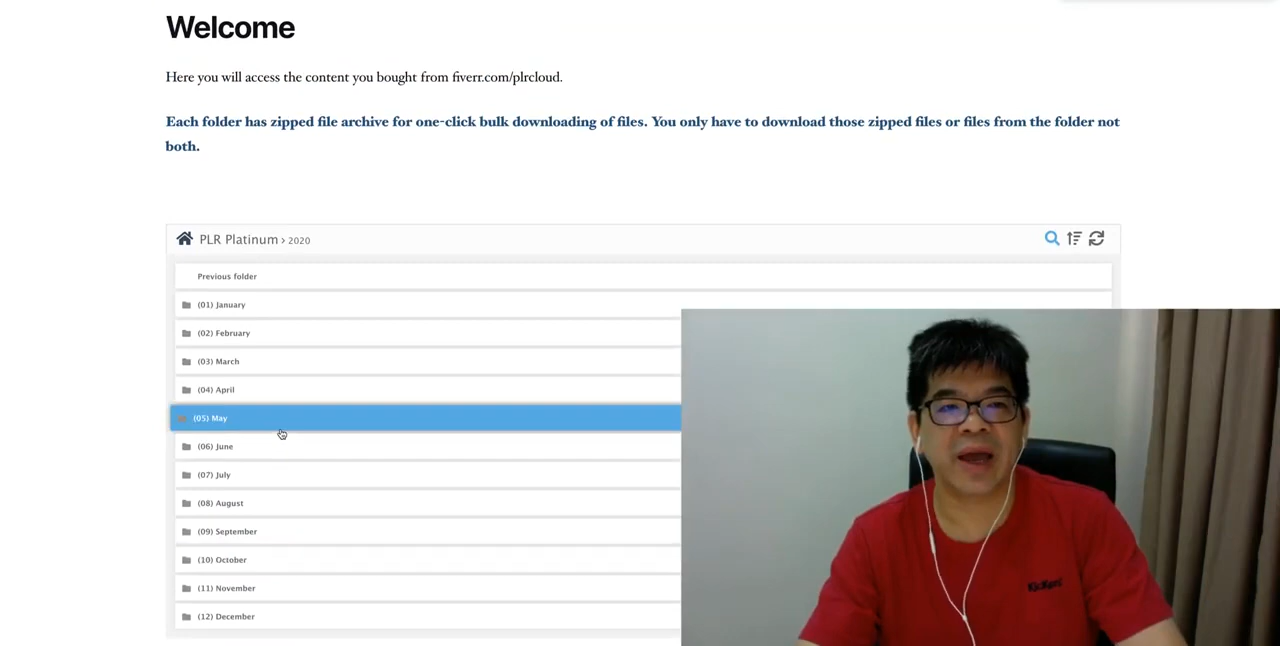 Welcome
Here you will access the content you bought from fiverr.com/plrcloud.
Each folder has zipped file archive for one-click bulk downloading of files. You only have to download those zipped files or files from the folder not
both.
PLR Platinum › 2020
Previous folder
(01) January
(02) February
(03) March
(04) April
(05) May
(06) June
(07) July
(08) August
(09) September
(10) October
(11) November
(12) December